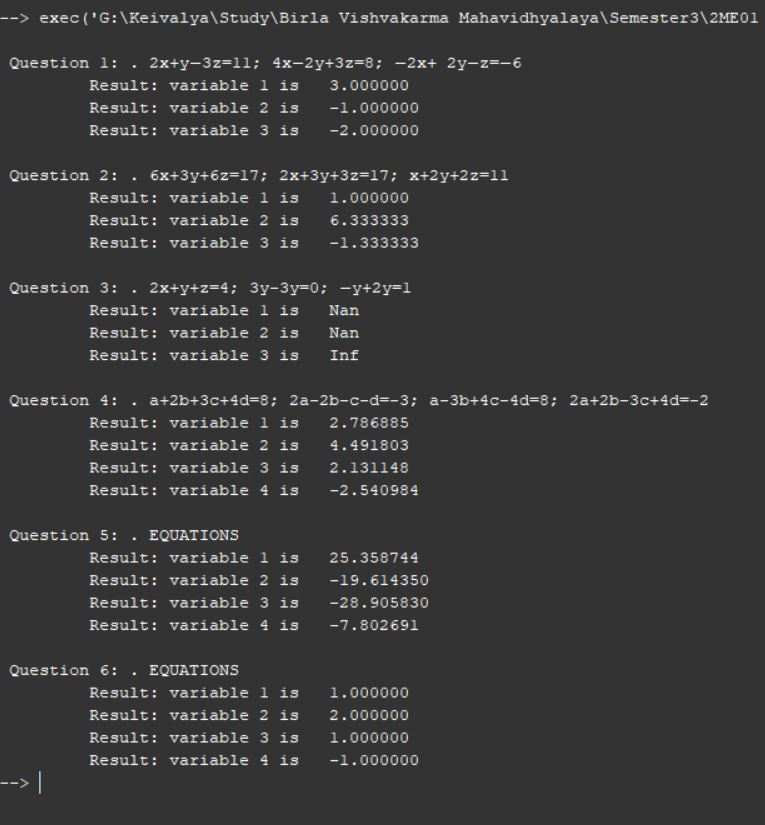 --> exec('G:\Keivalya\Study\Birla Vishvakarma Mahavidhyalaya\Semester3\2ME01
Question 1: . 2x+y−3z=11; 4x−2y+3z=8; −2x+ 2y−z=−6
Result: variable 1 is 3.000000
Result: variable 2 is -1.000000
Result: variable 3 is -2.000000
Question 2: . 6x+3y+6z=17; 2x+3y+3z=17; x+2y+2z=11
Result: variable 1 is 1.000000
Result: variable 2 is 6.333333
Result: variable 3 is -1.333333
Question 3: . 2x+y+z=4; 3y-3y=0; −y+2y=1
Result: variable 1 is Nan
Result: variable 2 is Nan
Result: variable 3 is Inf
Question 4: . a+2b+3c+4d=8; 2a-2b-c-d=-3; a-3b+4c-4d=8; 2a+2b-3c+4d=-2
Result: variable 1 is 2.786885
Result: variable 2 is 4.491803
Result: variable 3 is 2.131148
Result: variable 4 is -2.540984
Question 5: . EQUATIONS
Result: variable 1 is 25.358744
Result: variable 2 is -19.614350
Result: variable 3 is -28.905830
Result: variable 4 is -7.802691
Question 6: . EQUATIONS
Result: variable 1 is 1.000000
Result: variable 2 is 2.000000
Result: variable 3 is 1.000000
Result: variable 4 is -1.000000
-->